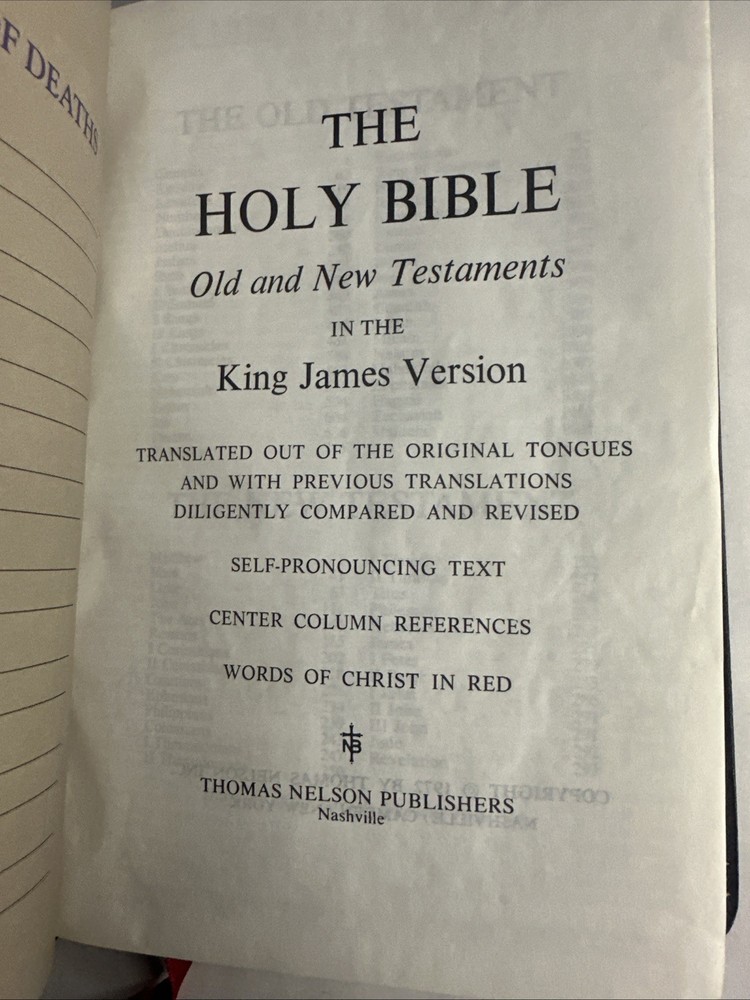 F DEATHS
THE
HOLY BIBLE
Old and New Testaments
IN THE
King James Version
TRANSLATED OUT OF THE ORIGINAL TONGUES
AND WITH PREVIOUS TRANSLATIONS
DILIGENTLY COMPARED AND REVISED
SELF-PRONOUNCING TEXT
CENTER COLUMN REFERENCES
WORDS OF CHRIST IN RED
NB
THOMAS NELSON PUBLISHERS
Nashville